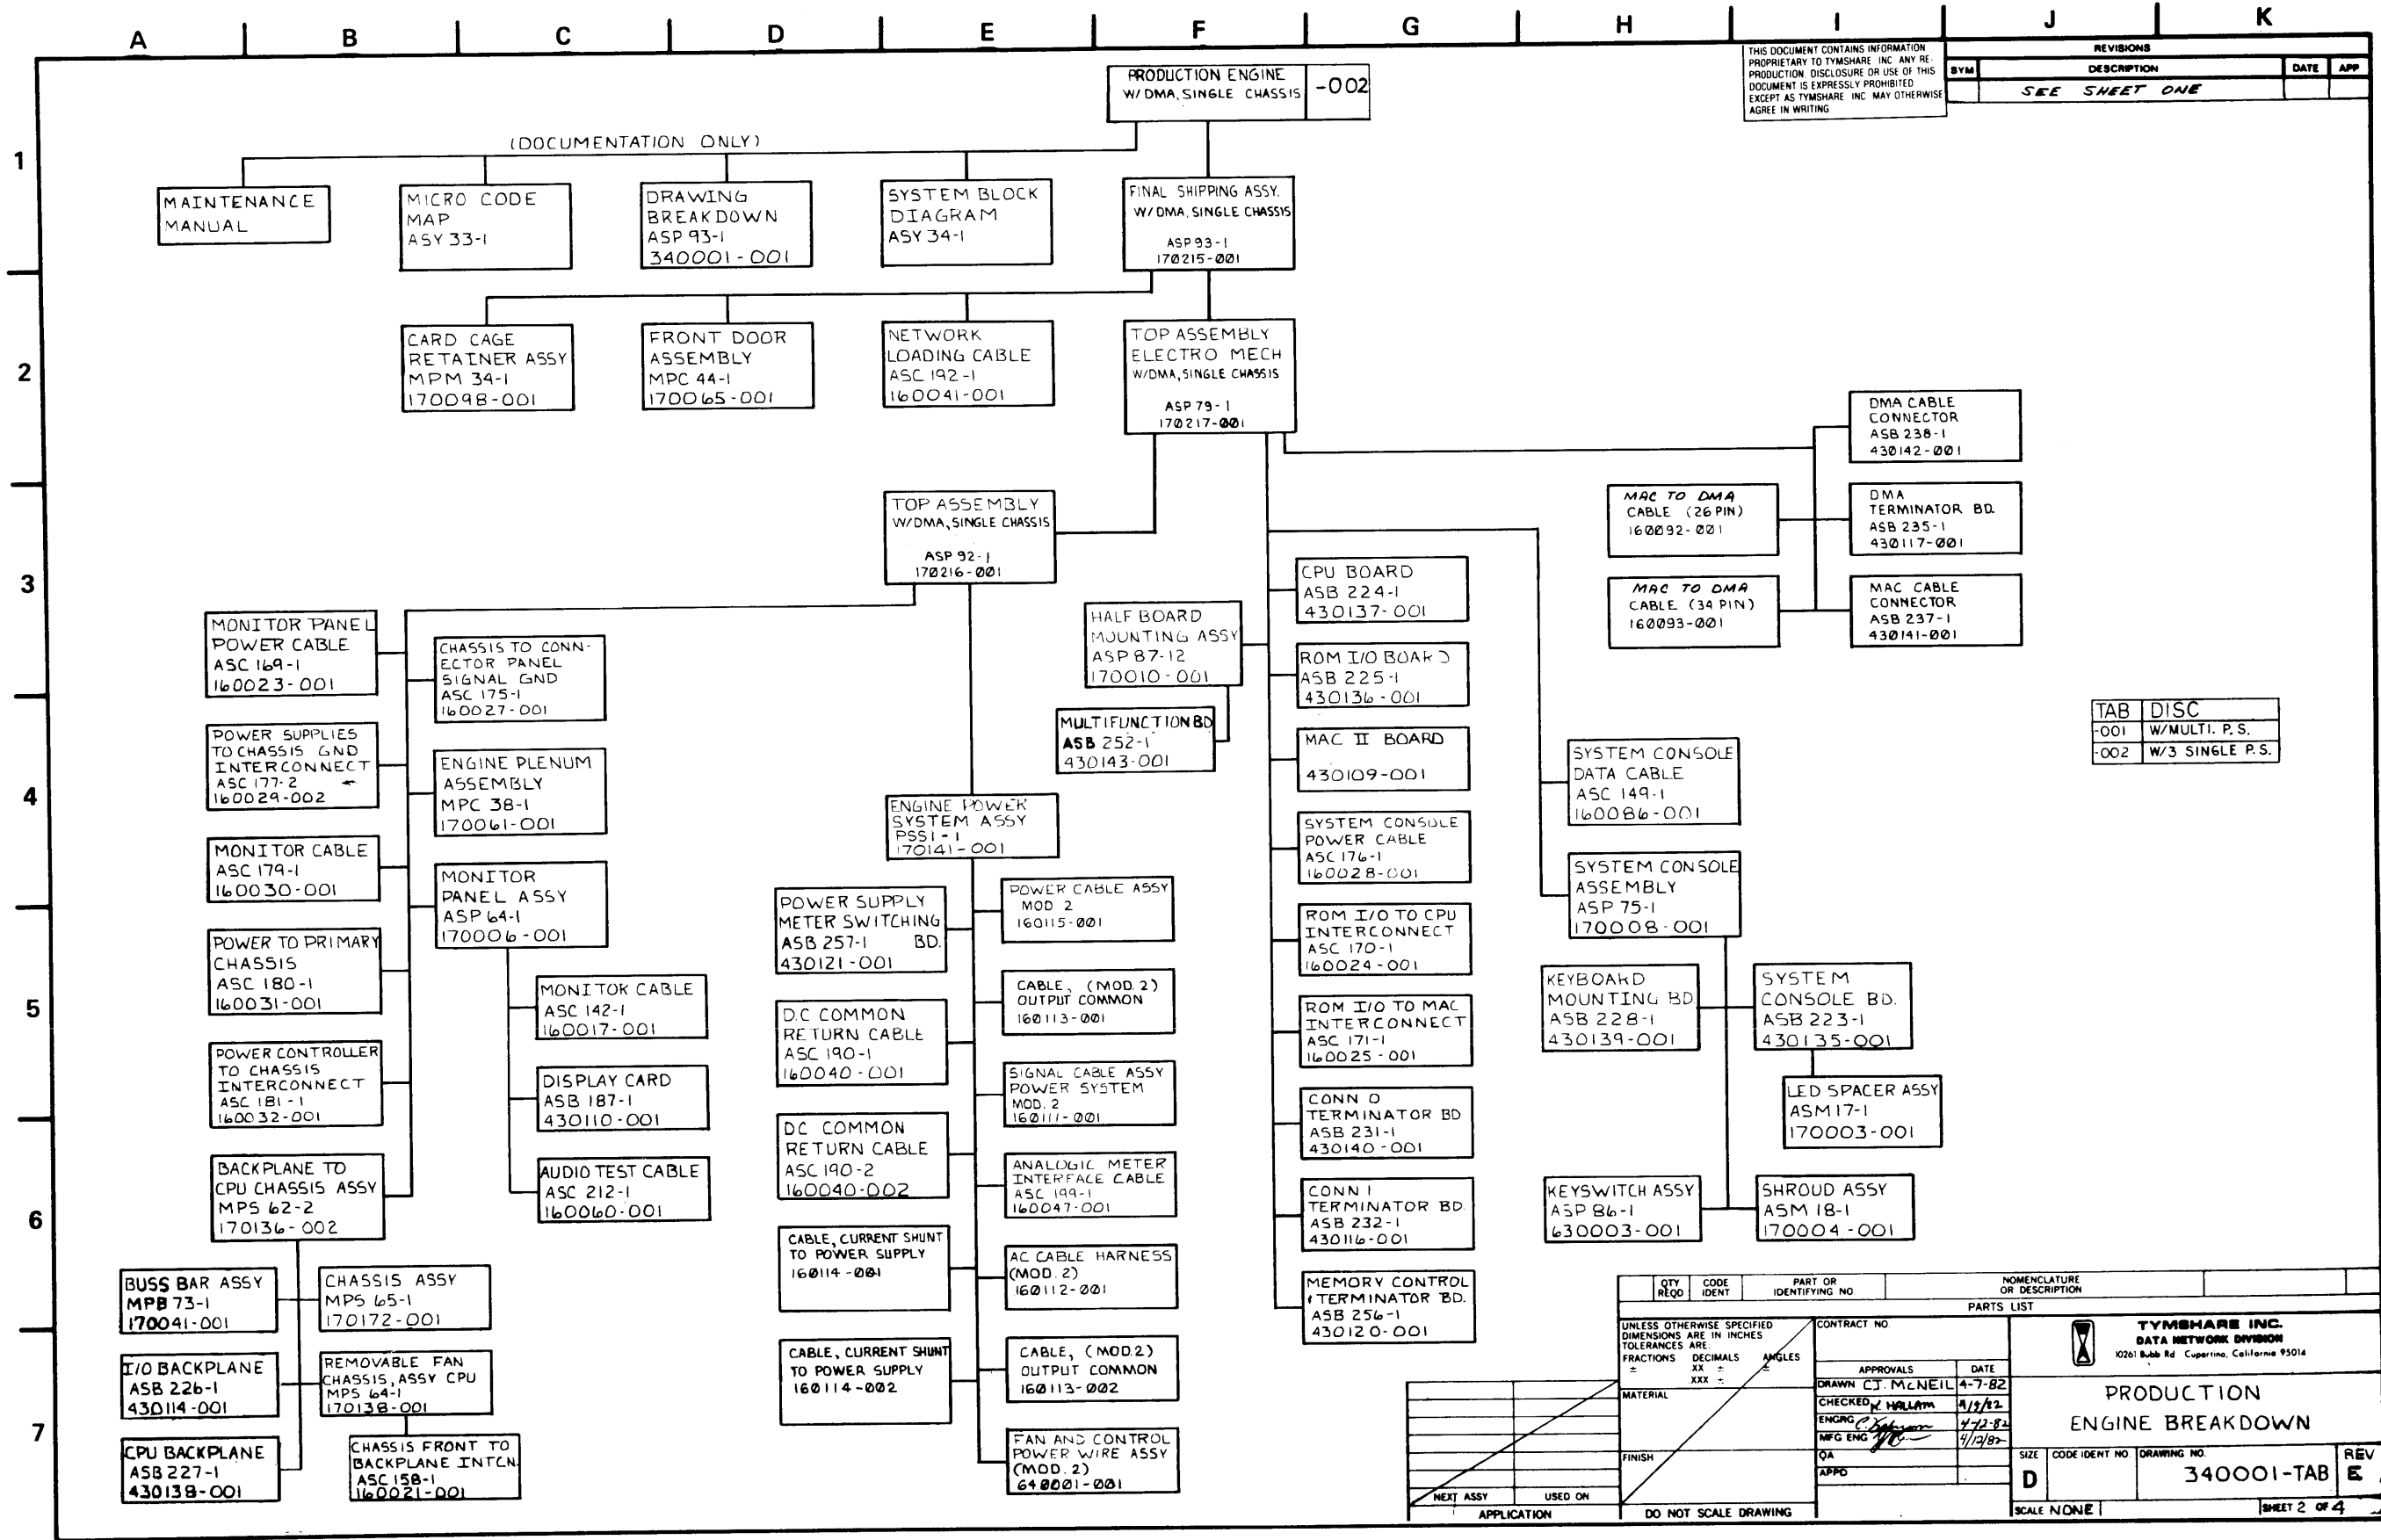 A B C D E F G H I J K
1
2
3
4
5
6
7
THIS DOCUMENT CONTAINS INFORMATION
PROPRIETARY TO TYMSHARE INC ANY RE-
PRODUCTION, DISCLOSURE OR USE OF THIS
DOCUMENT IS EXPRESSLY PROHIBITED
EXCEPT AS TYMSHARE INC MAY OTHERWISE
AGREE IN WRITING
REVISIONS
SYM DESCRIPTION DATE APP
SEE SHEET ONE
PRODUCTION ENGINE
W/DMA, SINGLE CHASSIS
-002
(DOCUMENTATION ONLY)
MAINTENANCE
MANUAL
MICRO CODE
MAP
ASY 33-1
DRAWING
BREAKDOWN
ASP 93-1
340001-001
SYSTEM BLOCK
DIAGRAM
ASY 34-1
FINAL SHIPPING ASSY.
W/DMA, SINGLE CHASSIS
ASP 93-1
170215-001
CARD CAGE
RETAINER ASSY
MPM 34-1
170098-001
FRONT DOOR
ASSEMBLY
MPC 44-1
170065-001
NETWORK
LOADING CABLE
ASC 192-1
160041-001
TOP ASSEMBLY
ELECTRO MECH
W/DMA, SINGLE CHASSIS
ASP 79-1
170217-001
DMA CABLE
CONNECTOR
ASB 238-1
430142-001
MAC TO DMA
CABLE (26 PIN)
160092-001
DMA
TERMINATOR BD.
ASB 235-1
430117-001
MAC TO DMA
CABLE (34 PIN)
160093-001
MAC CABLE
CONNECTOR
ASB 237-1
430141-001
TOP ASSEMBLY
W/DMA, SINGLE CHASSIS
ASP 92-1
170216-001
MONITOR PANEL
POWER CABLE
ASC 169-1
160023-001
CHASSIS TO CONN-
ECTOR PANEL
SIGNAL GND
ASC 175-1
160027-001
POWER SUPPLIES
TO CHASSIS GND
INTERCONNECT
ASC 177-2
160029-002
ENGINE PLENUM
ASSEMBLY
MPC 38-1
170061-001
MONITOR CABLE
ASC 179-1
160030-001
MONITOR
PANEL ASSY
ASP 64-1
170006-001
POWER TO PRIMARY
CHASSIS
ASC 180-1
160031-001
MONITOR CABLE
ASC 142-1
160017-001
POWER CONTROLLER
TO CHASSIS
INTERCONNECT
ASC 181-1
160032-001
DISPLAY CARD
ASB 187-1
430110-001
BACKPLANE TO
CPU CHASSIS ASSY
MPS 62-2
170136-002
AUDIO TEST CABLE
ASC 212-1
160060-001
BUSS BAR ASSY
MPB 73-1
170041-001
CHASSIS ASSY
MPS 65-1
170172-001
I/O BACKPLANE
ASB 226-1
430114-001
REMOVABLE FAN
CHASSIS, ASSY CPU
MPS 64-1
170138-001
CPU BACKPLANE
ASB 227-1
430138-001
CHASSIS FRONT TO
BACKPLANE INTCN.
ASC 158-1
160021-001
ENGINE POWER
SYSTEM ASSY
PSS1-1
170141-001
POWER SUPPLY
METER SWITCHING
ASB 257-1 BD.
430121-001
POWER CABLE ASSY
MOD 2
160115-001
D.C COMMON
RETURN CABLE
ASC 190-1
160040-001
CABLE, (MOD. 2)
OUTPUT COMMON
160113-001
SIGNAL CABLE ASSY
POWER SYSTEM
MOD. 2
160111-001
DC COMMON
RETURN CABLE
ASC 190-2
160040-002
ANALOGIC METER
INTERFACE CABLE
ASC 199-1
160047-001
CABLE, CURRENT SHUNT
TO POWER SUPPLY
160114-001
AC CABLE HARNESS
(MOD. 2)
160112-001
CABLE, CURRENT SHUNT
TO POWER SUPPLY
160114-002
CABLE, (MOD.2)
OUTPUT COMMON
160113-002
FAN AND CONTROL
POWER WIRE ASSY
(MOD. 2)
640001-001
HALF BOARD
MOUNTING ASSY
ASP 87-12
170010-001
MULTIFUNCTION BD
ASB 252-1
430143-001
CPU BOARD
ASB 224-1
430137-001
ROM I/O BOARD
ASB 225-1
430136-001
MAC II BOARD
430109-001
SYSTEM CONSOLE
POWER CABLE
ASC 176-1
160028-001
ROM I/O TO CPU
INTERCONNECT
ASC 170-1
160024-001
ROM I/O TO MAC
INTERCONNECT
ASC 171-1
160025-001
CONN 0
TERMINATOR BD
ASB 231-1
430140-001
CONN 1
TERMINATOR BD.
ASB 232-1
430116-001
MEMORY CONTROL
TERMINATOR BD.
ASB 256-1
430120-001
SYSTEM CONSOLE
DATA CABLE
ASC 149-1
160086-001
SYSTEM CONSOLE
ASSEMBLY
ASP 75-1
170008-001
KEYBOARD
MOUNTING BD
ASB 228-1
430139-001
SYSTEM
CONSOLE BD.
ASB 223-1
430135-001
LED SPACER ASSY
ASM 17-1
170003-001
KEYSWITCH ASSY
ASP 86-1
630003-001
SHROUD ASSY
ASM 18-1
170004-001
TAB DISC
-001 W/MULTI. P.S.
-002 W/3 SINGLE P.S.
QTY REQD CODE IDENT PART OR IDENTIFYING NO. NOMENCLATURE OR DESCRIPTION
PARTS LIST
UNLESS OTHERWISE SPECIFIED
DIMENSIONS ARE IN INCHES
TOLERANCES ARE:
FRACTIONS DECIMALS ANGLES
± .XX ± ±
.XXX ±
MATERIAL
FINISH
DO NOT SCALE DRAWING
NEXT ASSY USED ON
APPLICATION
CONTRACT NO.
APPROVALS DATE
DRAWN C.J. MCNEIL 4-7-82
CHECKED K. HALLAM 4/8/82
ENGRG 4-12-82
MFG ENG 4/12/82
QA
APPD
TYMSHARE INC.
DATA NETWORK DIVISION
10261 Bubb Rd Cupertino, California 95014
PRODUCTION
ENGINE BREAKDOWN
SIZE CODE IDENT NO. DRAWING NO. REV
D 340001-TAB E
SCALE NONE SHEET 2 OF 4